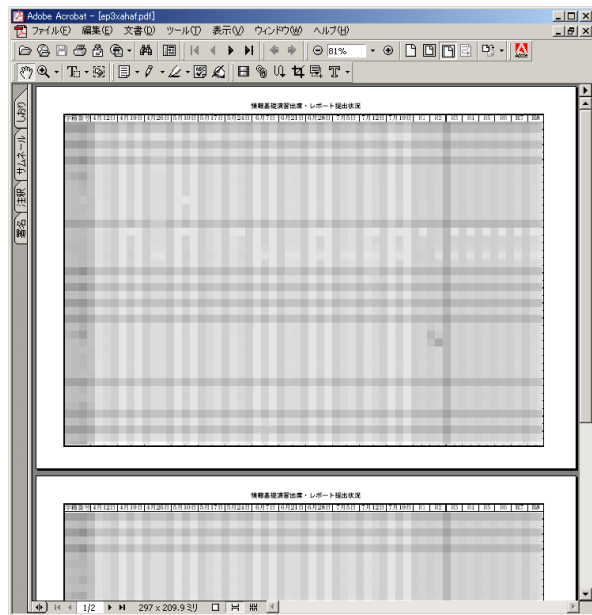 Adobe Acrobat - [ep3xahaf.pdf]
ファイル(F) 編集(E) 文書(D) ツール(T) 表示(V) ウィンドウ(W) ヘルプ(H)
81%
Adobe
しおり
サムネール
注釈
署名
情報基礎演習出席・レポート提出状況
学籍番号 4月12日 4月19日 4月26日 5月10日 5月17日 5月24日 6月7日 6月21日 6月28日 7月5日 7月12日 7月19日 R1 R2 R3 R4 R5 R6 R7 R8
情報基礎演習出席・レポート提出状況
学籍番号 4月12日 4月19日 4月26日 5月10日 5月17日 5月24日 6月7日 6月21日 6月28日 7月5日 7月12日 7月19日 R1 R2 R3 R4 R5 R6 R7 R8
1/2 297 x 209.9 ミリ